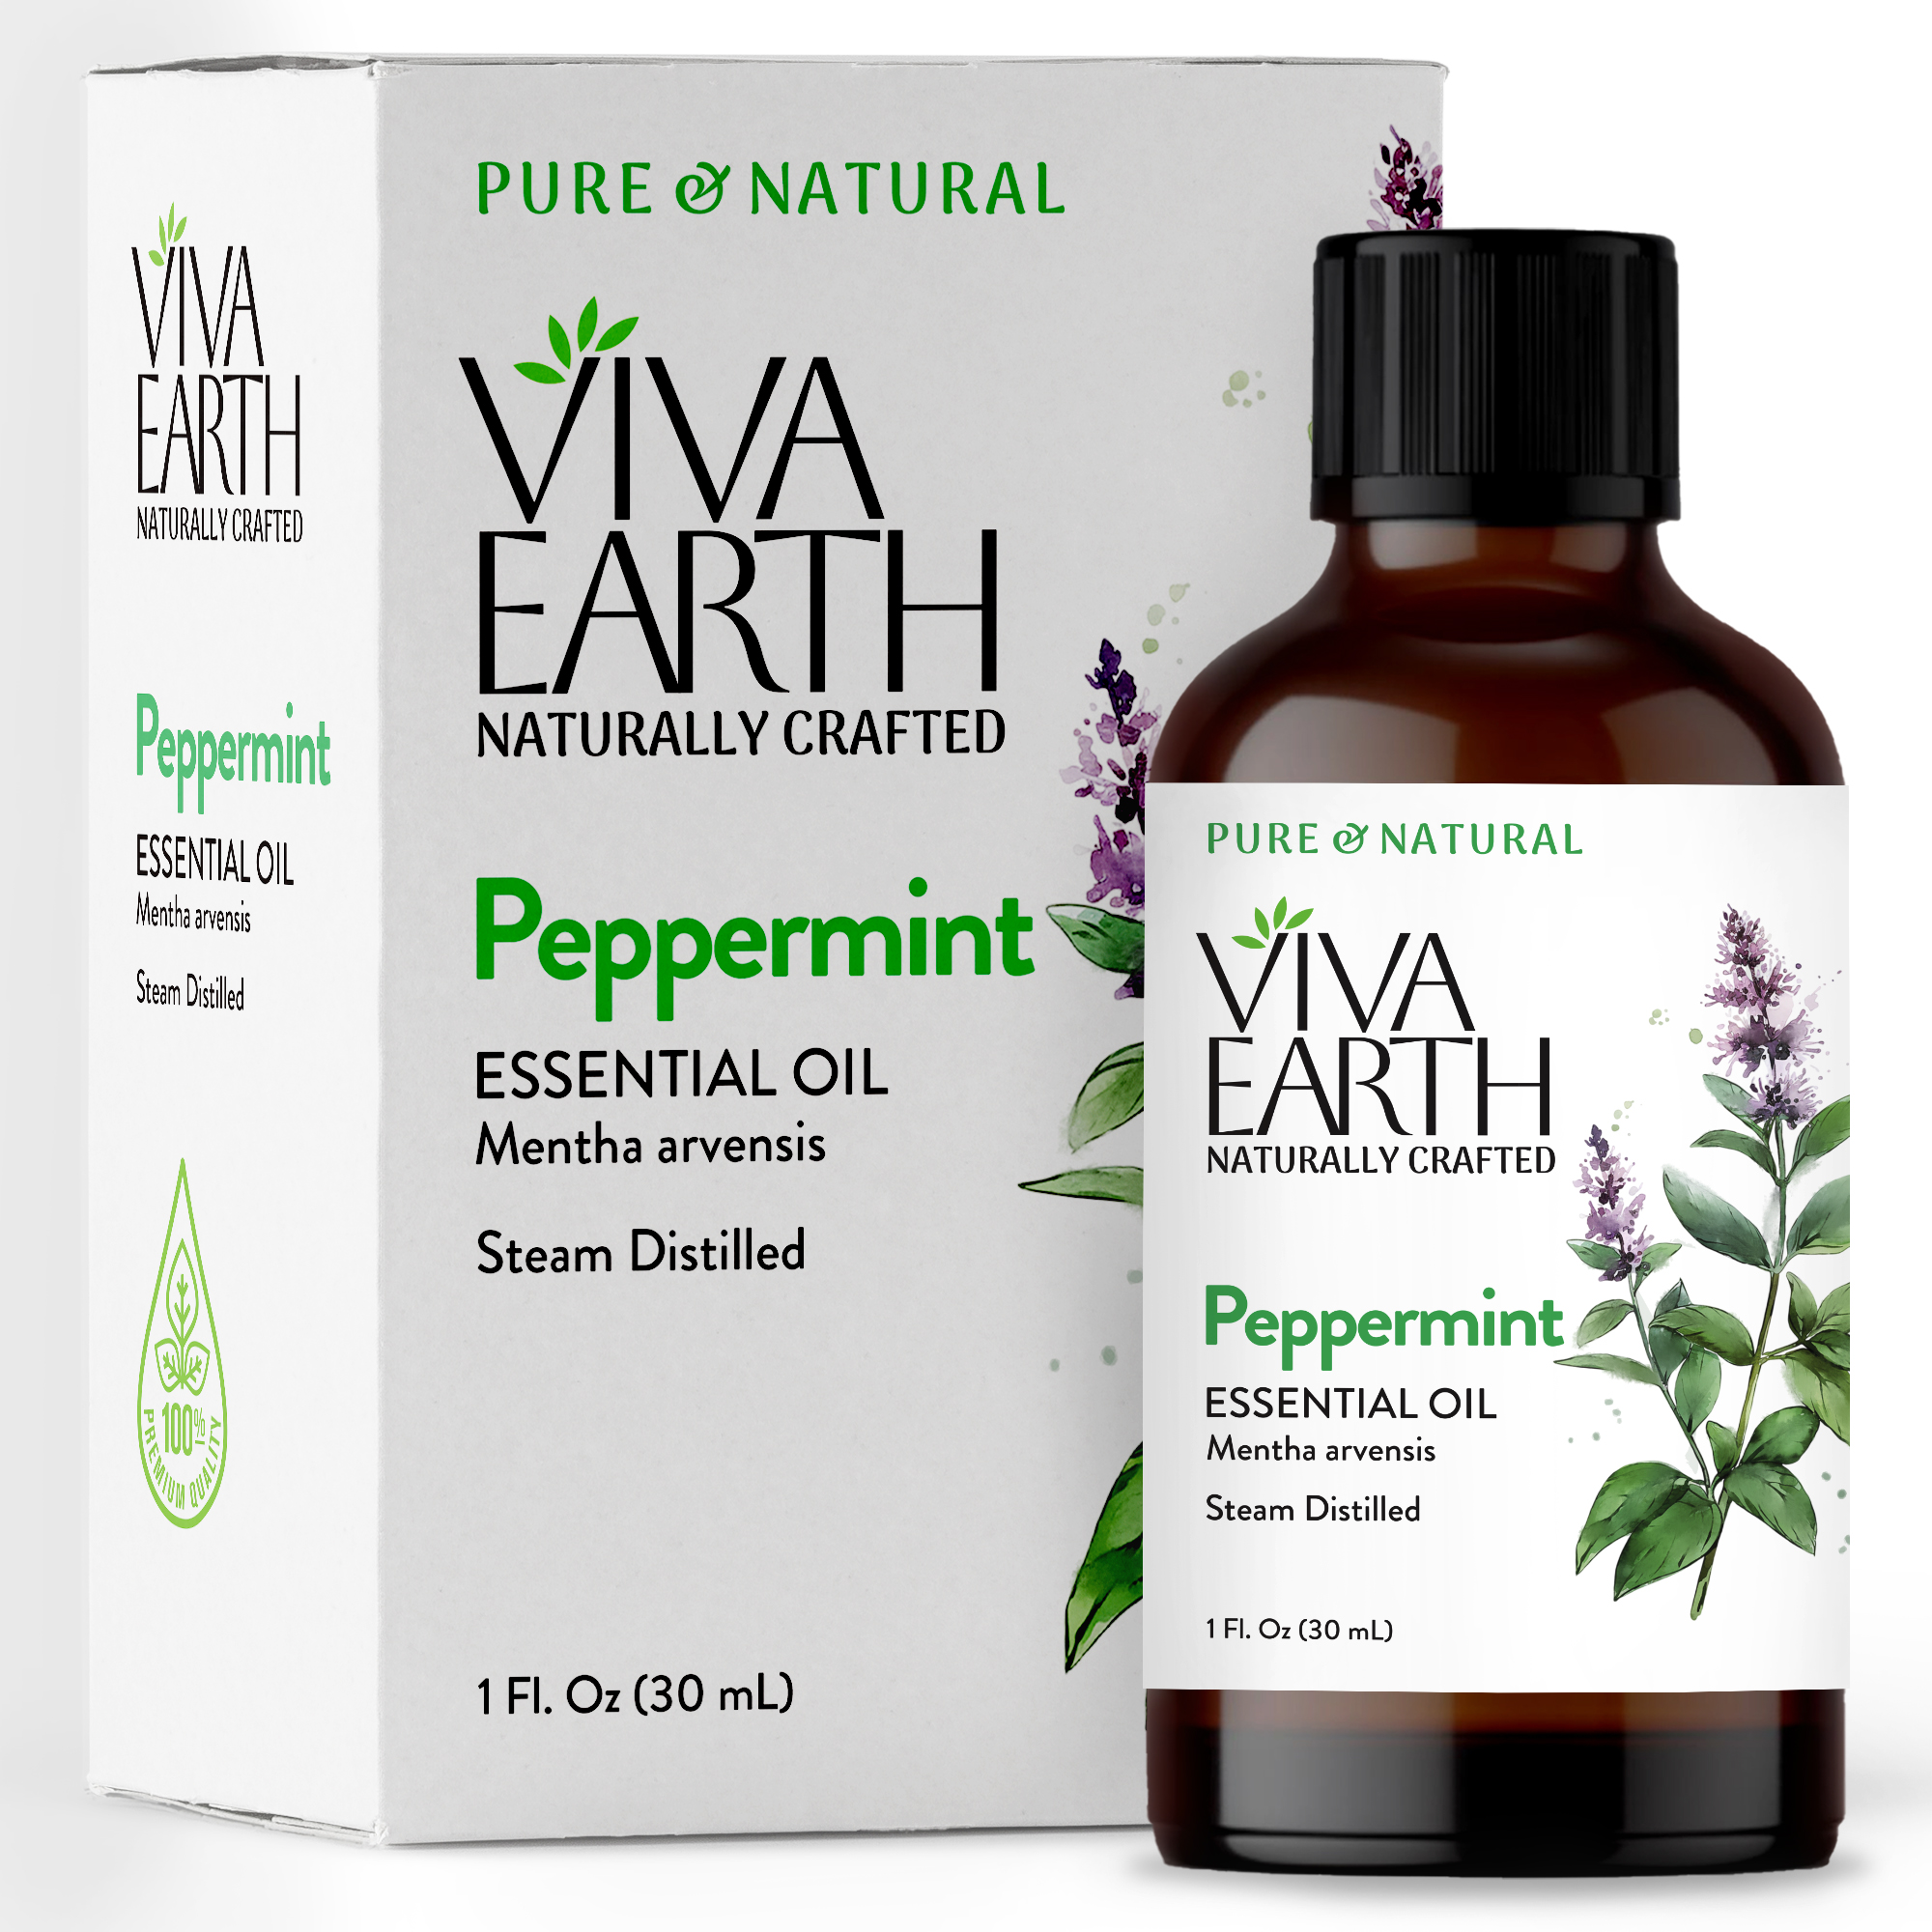 VIVA
EARTH
NATURALLY CRAFTED
Peppermint
ESSENTIAL OIL
Mentha arvensis
Steam Distilled
100%
PREMIUM QUALITY
PURE & NATURAL
VIVA
EARTH
NATURALLY CRAFTED
Peppermint
ESSENTIAL OIL
Mentha arvensis
Steam Distilled
1 Fl. Oz (30 mL)
PURE & NATURAL
VIVA
EARTH
NATURALLY CRAFTED
Peppermint
ESSENTIAL OIL
Mentha arvensis
Steam Distilled
1 Fl. Oz (30 mL)